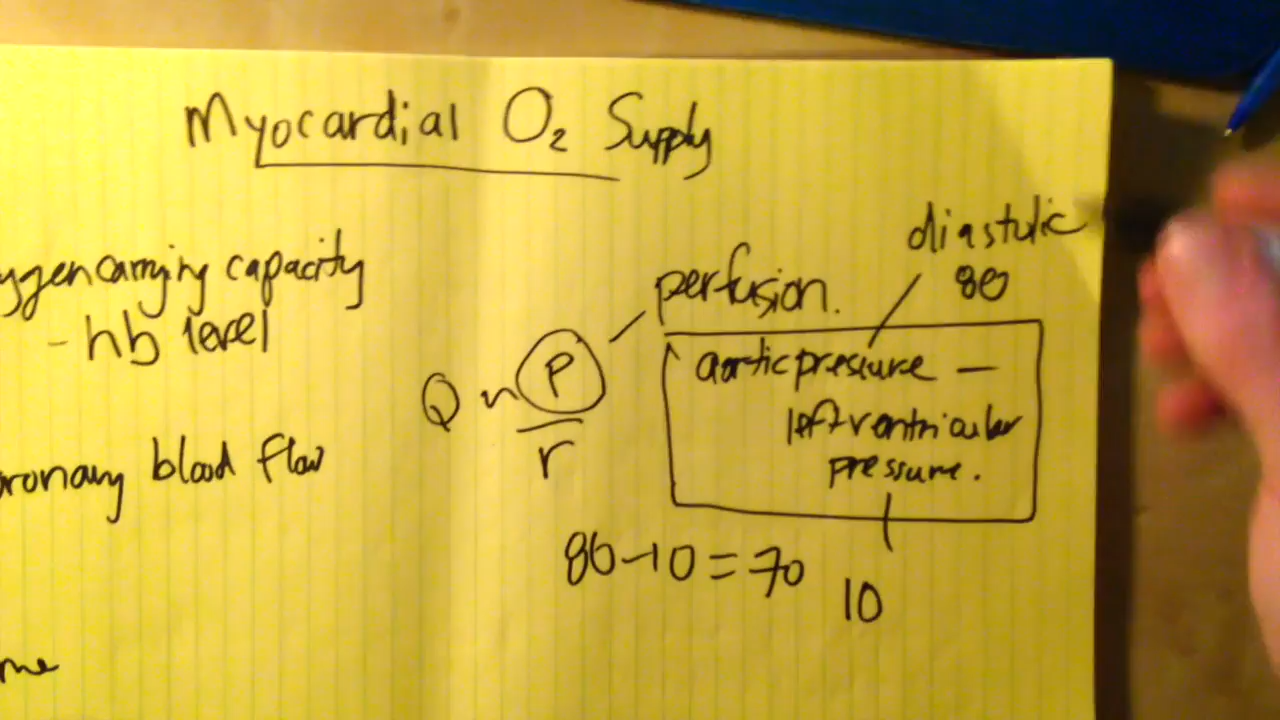 Myocardial O₂ Supply
ygen carrying capacity
- hb level
oronary blood flow
me
perfusion.
Q ∝ P
r
diastolic
80
aortic pressure —
left ventricular
pressure.
80-10=70
10